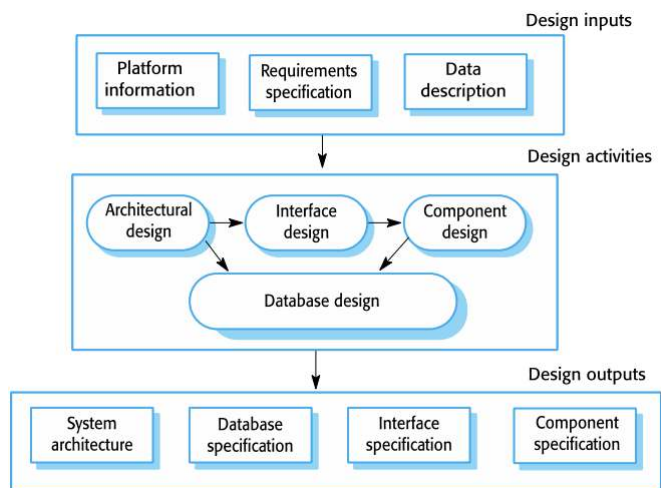 Design inputs
Platform
information
Requirements
specification
Data
description
Design activities
Architectural
design
Interface
design
Component
design
Database design
Design outputs
System
architecture
Database
specification
Interface
specification
Component
specification